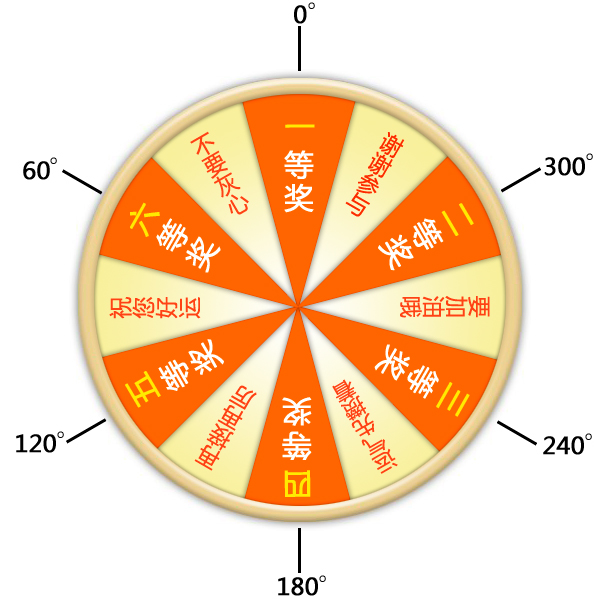 0°
一等奖
谢谢参与
300°
二等奖
要加油哦
240°
三等奖
运气先攒着
180°
四等奖
再接再厉
120°
五等奖
祝您好运
60°
六等奖
不要灰心